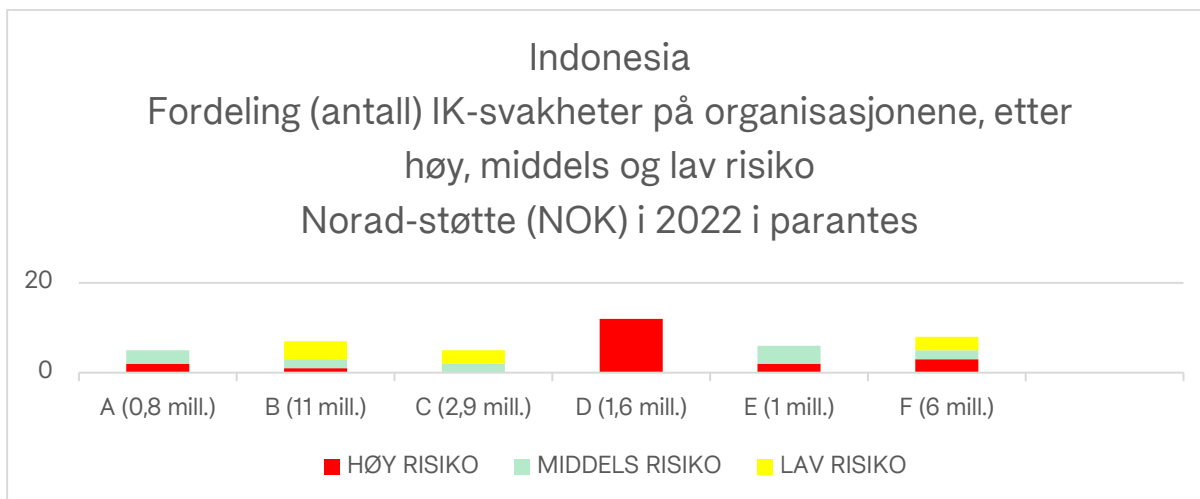 Indonesia
Fordeling (antall) IK-svakheter på organisasjonene, etter
høy, middels og lav risiko
Norad-støtte (NOK) i 2022 i parantes
20
0
A (0,8 mill.) B (11 mill.) C (2,9 mill.) D (1,6 mill.) E (1 mill.) F (6 mill.)
HØY RISIKO MIDDELS RISIKO LAV RISIKO